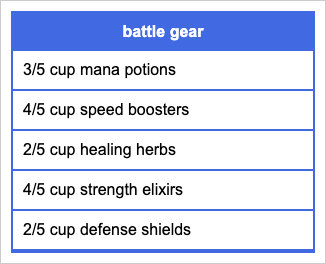 battle gear
3/5 cup mana potions
4/5 cup speed boosters
2/5 cup healing herbs
4/5 cup strength elixirs
2/5 cup defense shields